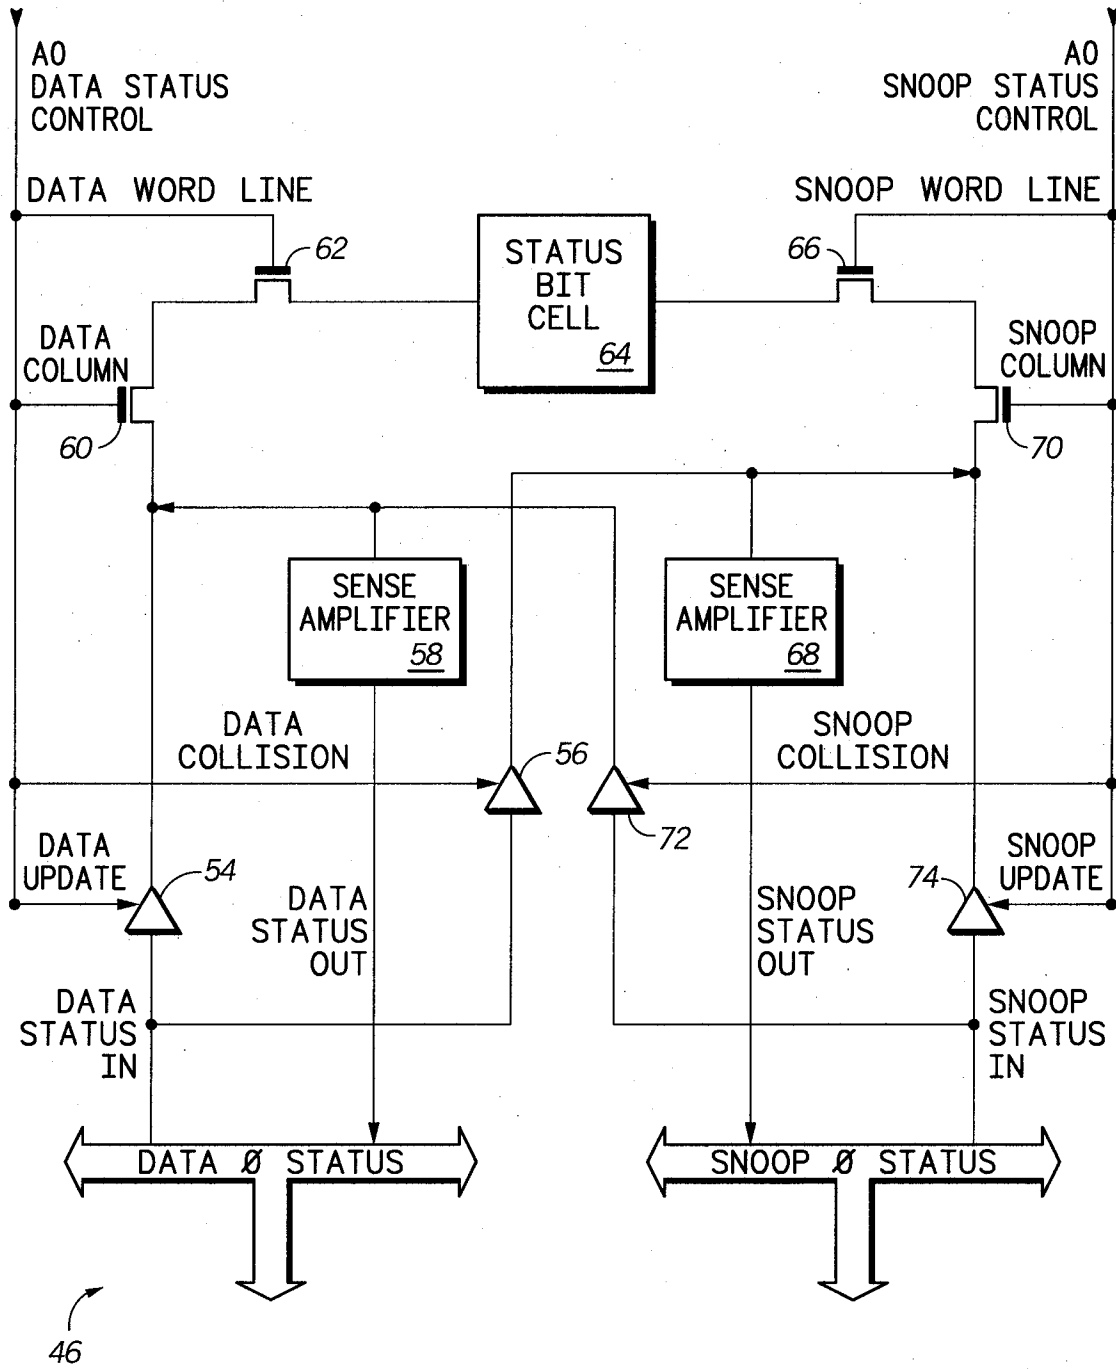 A0
DATA STATUS
CONTROL
A0
SNOOP STATUS
CONTROL
DATA WORD LINE
SNOOP WORD LINE
62
66
STATUS
BIT
CELL
64
DATA
COLUMN
SNOOP
COLUMN
60
70
SENSE
AMPLIFIER
58
SENSE
AMPLIFIER
68
DATA
COLLISION
SNOOP
COLLISION
56
72
DATA
UPDATE
54
SNOOP
UPDATE
74
DATA
STATUS
OUT
SNOOP
STATUS
OUT
DATA
STATUS
IN
SNOOP
STATUS
IN
DATA Ø STATUS
SNOOP Ø STATUS
46